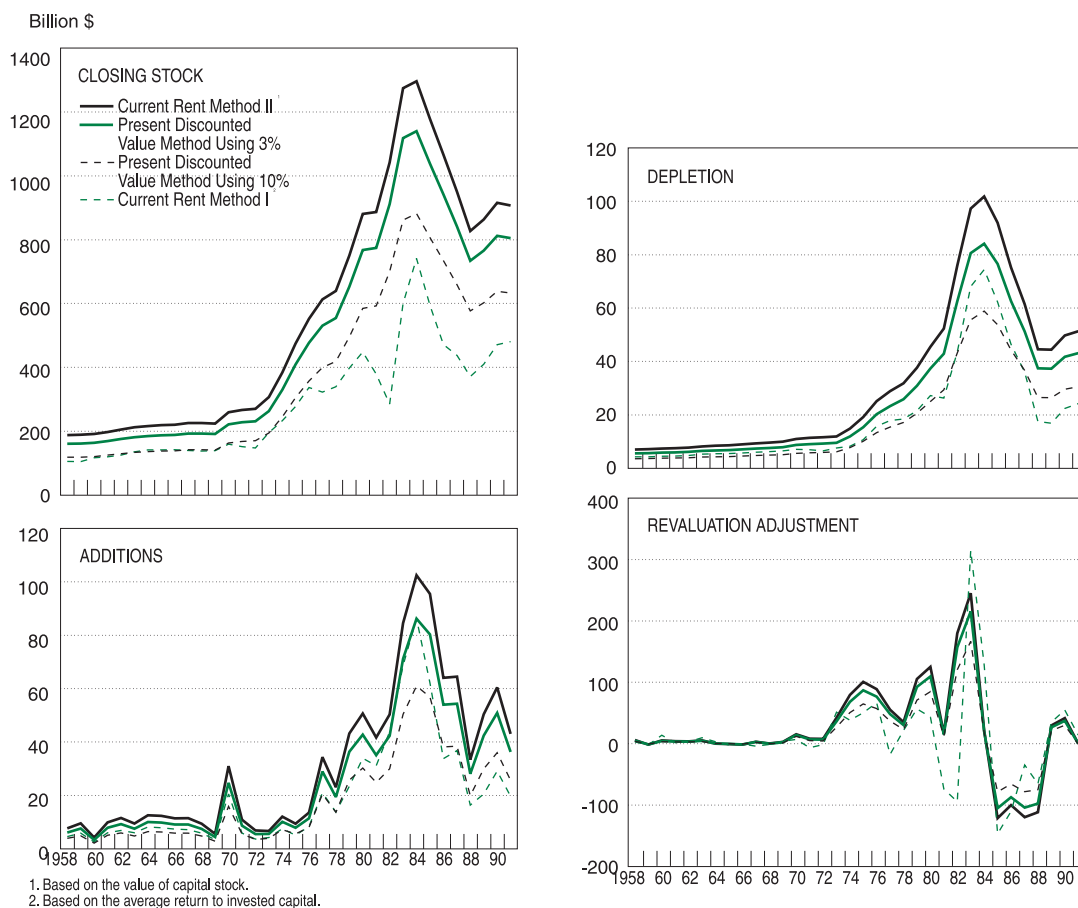 Billion $
1400
1200
1000
800
600
400
200
0
CLOSING STOCK
Current Rent Method II
Present Discounted
Value Method Using 3%
Present Discounted
Value Method Using 10%
Current Rent Method I
120
100
80
60
40
20
0
DEPLETION
120
100
80
60
40
20
0
ADDITIONS
1958 60 62 64 66 68 70 72 74 76 78 80 82 84 86 88 90
400
300
200
100
0
-100
-200
REVALUATION ADJUSTMENT
1958 60 62 64 66 68 70 72 74 76 78 80 82 84 86 88 90
1. Based on the value of capital stock.
2. Based on the average return to invested capital.